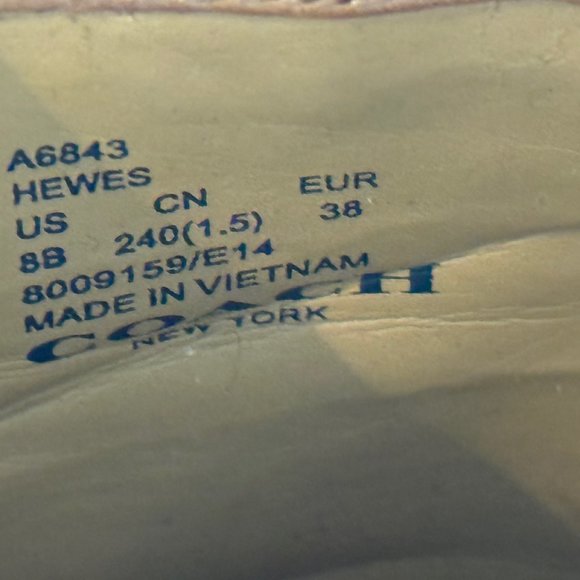 A6843
HEWES
US CN EUR
8B 240(1.5) 38
8009159/E14
MADE IN VIETNAM
COACH
NEW YORK